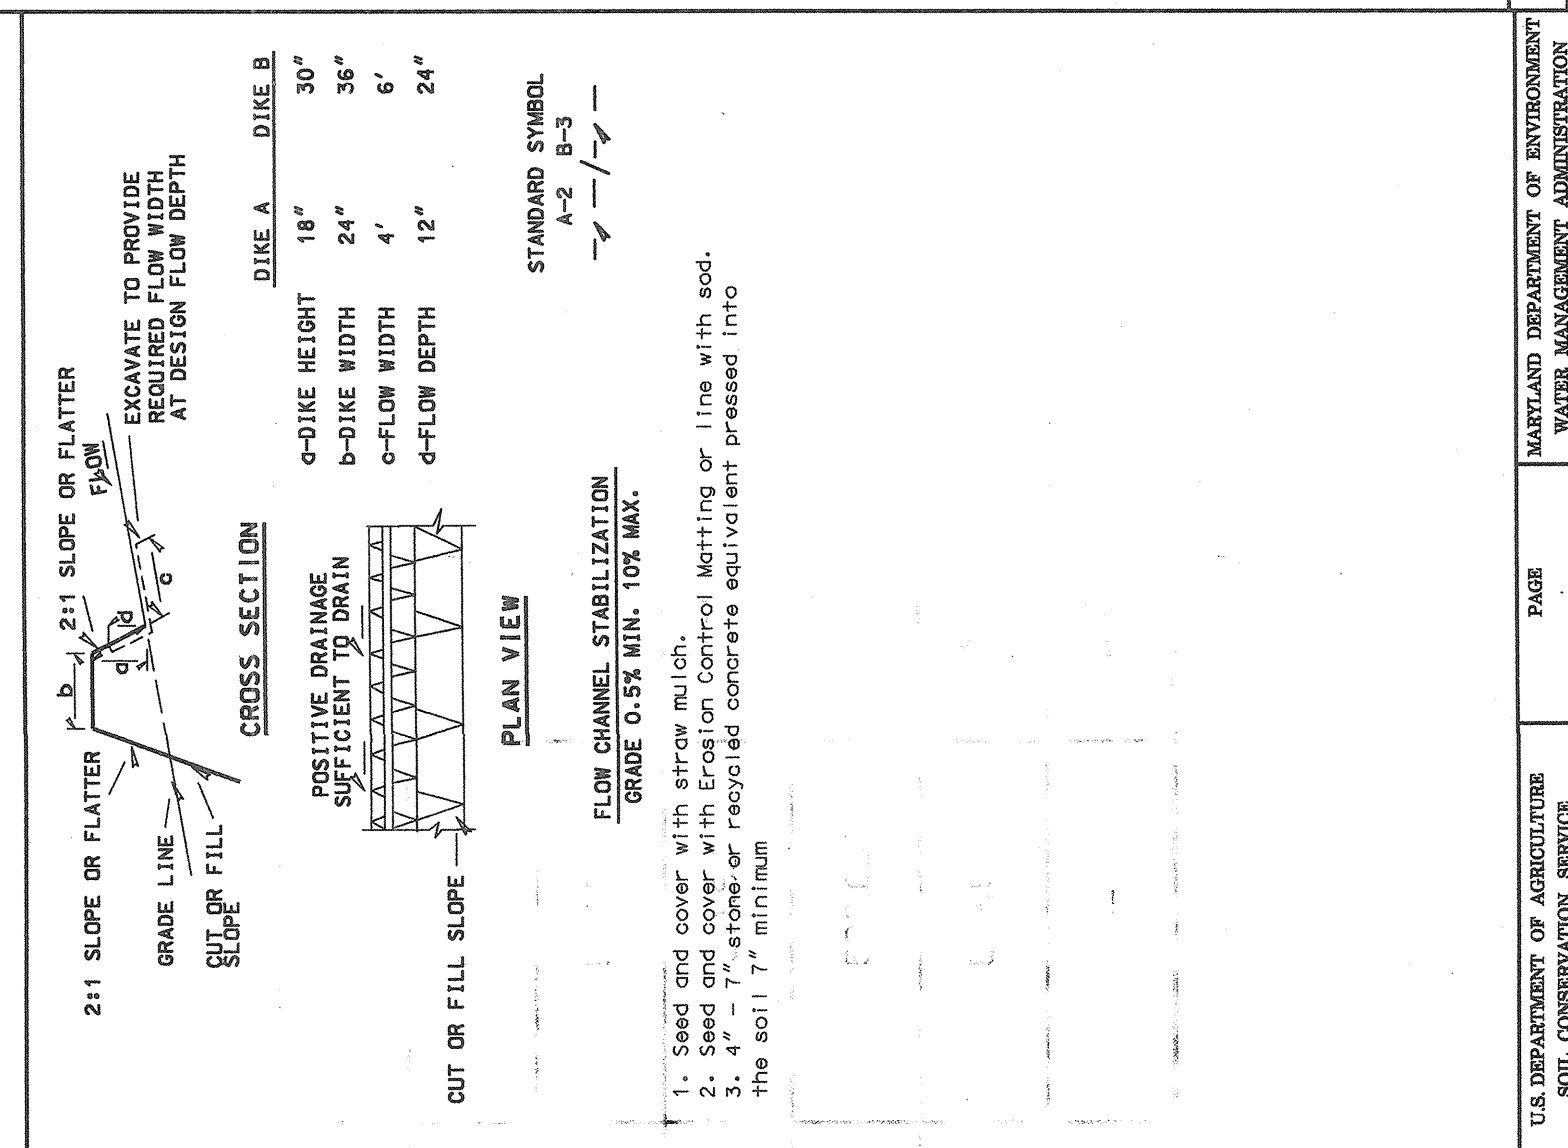 2:1 SLOPE OR FLATTER
2:1 SLOPE OR FLATTER
b
a
d
c
FLOW
EXCAVATE TO PROVIDE
REQUIRED FLOW WIDTH
AT DESIGN FLOW DEPTH
GRADE LINE
CUT OR FILL
SLOPE
CROSS SECTION
DIKE A DIKE B
a-DIKE HEIGHT 18" 30"
b-DIKE WIDTH 24" 36"
c-FLOW WIDTH 4' 6'
d-FLOW DEPTH 12" 24"
POSITIVE DRAINAGE
SUFFICIENT TO DRAIN
CUT OR FILL SLOPE
PLAN VIEW
STANDARD SYMBOL
A-2 B-3
FLOW CHANNEL STABILIZATION
GRADE 0.5% MIN. 10% MAX.
1. Seed and cover with straw mulch.
2. Seed and cover with Erosion Control Matting or line with sod.
3. 4" - 7" stone or recycled concrete equivalent pressed into
the soil 7" minimum
U.S. DEPARTMENT OF AGRICULTURE
SOIL CONSERVATION SERVICE
PAGE
MARYLAND DEPARTMENT OF ENVIRONMENT
WATER MANAGEMENT ADMINISTRATION